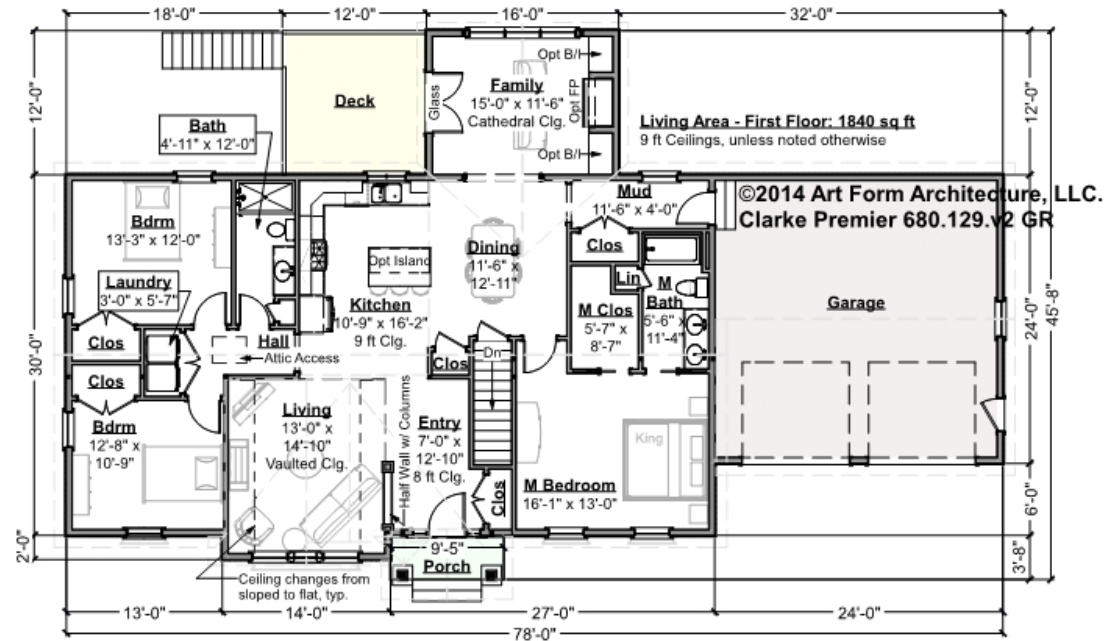 18'-0"
12'-0"
16'-0"
32'-0"
12'-0"
Deck
Glass
Family
15'-0" x 11'-6"
Cathedral Clg.
Opt B/I
Opt FP
Opt B/I
Living Area - First Floor: 1840 sq ft
9 ft Ceilings, unless noted otherwise
12'-0"
Bath
4'-11" x 12'-0"
Bdrm
13'-3" x 12'-0"
Mud
11'-6" x 4'-0"
©2014 Art Form Architecture, LLC.
Clarke Premier 680.129.v2 GR
Clos
Dining
11'-6" x
12'-11"
Opt Island
Laundry
3'-0" x 5'-7"
Kitchen
10'-9" x 16'-2"
9 ft Clg.
Lin
M
Bath
5'-6" x
11'-4"
M Clos
5'-7" x
8'-7"
Garage
24'-0"
45'-8"
30'-0"
Clos
Hall
Attic Access
Clos
Dn
Clos
Bdrm
12'-8" x
10'-9"
Living
13'-0" x
14'-10"
Vaulted Clg.
Half Wall w/ Columns
Entry
7'-0" x
12'-10"
8 ft Clg.
Clos
King
M Bedroom
16'-1" x 13'-0"
6'-0"
2'-0"
9'-5"
Porch
3'-8"
Ceiling changes from
sloped to flat, typ.
13'-0"
14'-0"
27'-0"
24'-0"
78'-0"